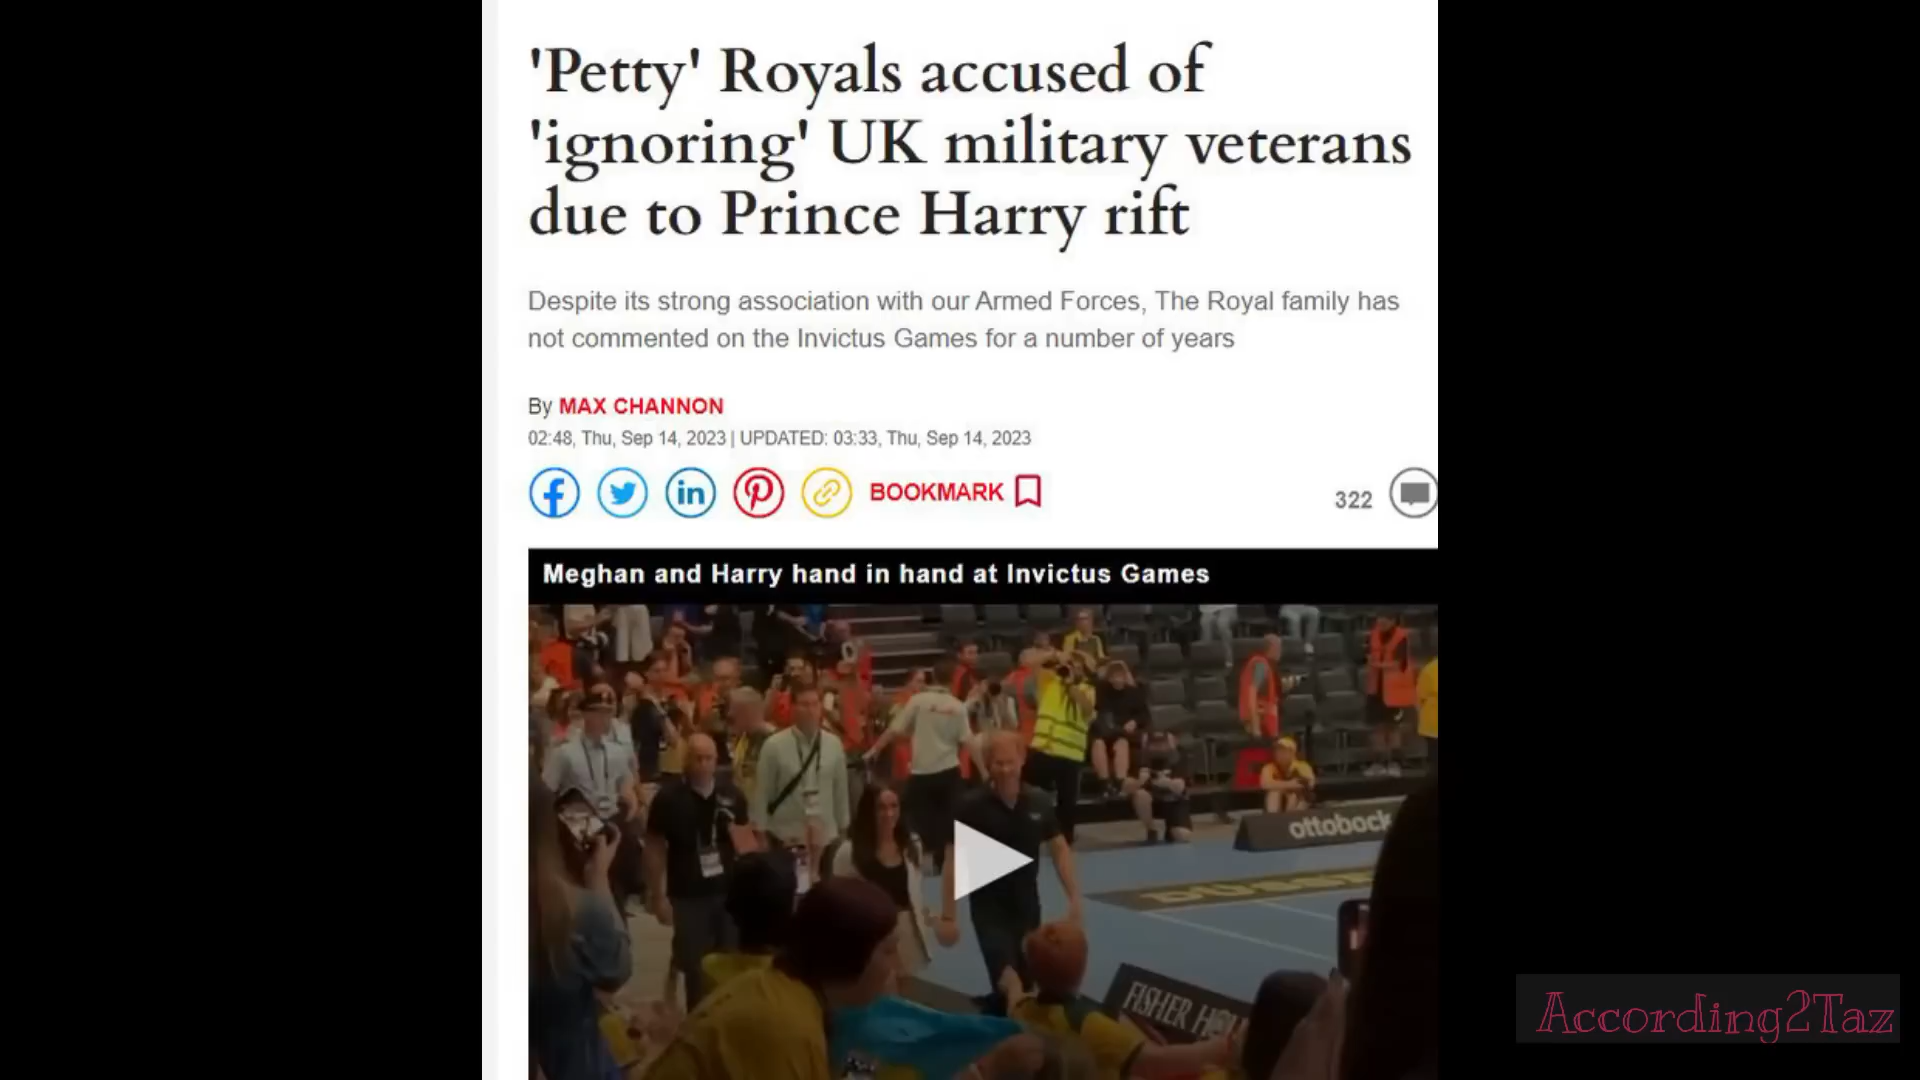 'Petty' Royals accused of
'ignoring' UK military veterans
due to Prince Harry rift
Despite its strong association with our Armed Forces, The Royal family has
not commented on the Invictus Games for a number of years
By MAX CHANNON
02:48, Thu, Sep 14, 2023 | UPDATED: 03:33, Thu, Sep 14, 2023
BOOKMARK
322
Meghan and Harry hand in hand at Invictus Games
ottobock
FISHER
According2Taz